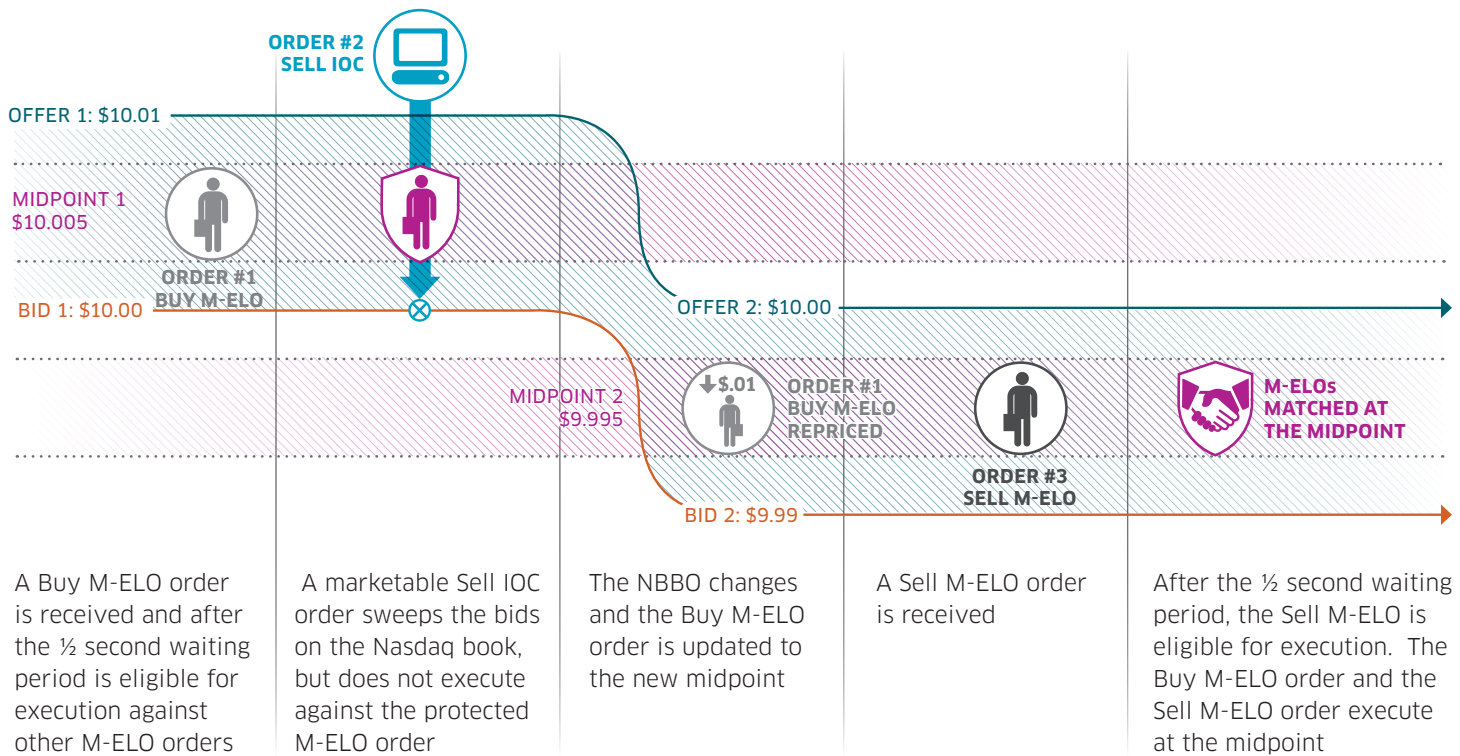 ORDER #2
SELL IOC
OFFER 1: $10.01
MIDPOINT 1
$10.005
ORDER #1
BUY M-ELO
BID 1: $10.00
OFFER 2: $10.00
MIDPOINT 2
$9.995
$.01
ORDER #1
BUY M-ELO
REPRICED
ORDER #3
SELL M-ELO
M-ELOs
MATCHED AT
THE MIDPOINT
BID 2: $9.99
A Buy M-ELO order
is received and after
the ½ second waiting
period is eligible for
execution against
other M-ELO orders
A marketable Sell IOC
order sweeps the bids
on the Nasdaq book,
but does not execute
against the protected
M-ELO order
The NBBO changes
and the Buy M-ELO
order is updated to
the new midpoint
A Sell M-ELO order
is received
After the ½ second waiting
period, the Sell M-ELO is
eligible for execution. The
Buy M-ELO order and the
Sell M-ELO order execute
at the midpoint